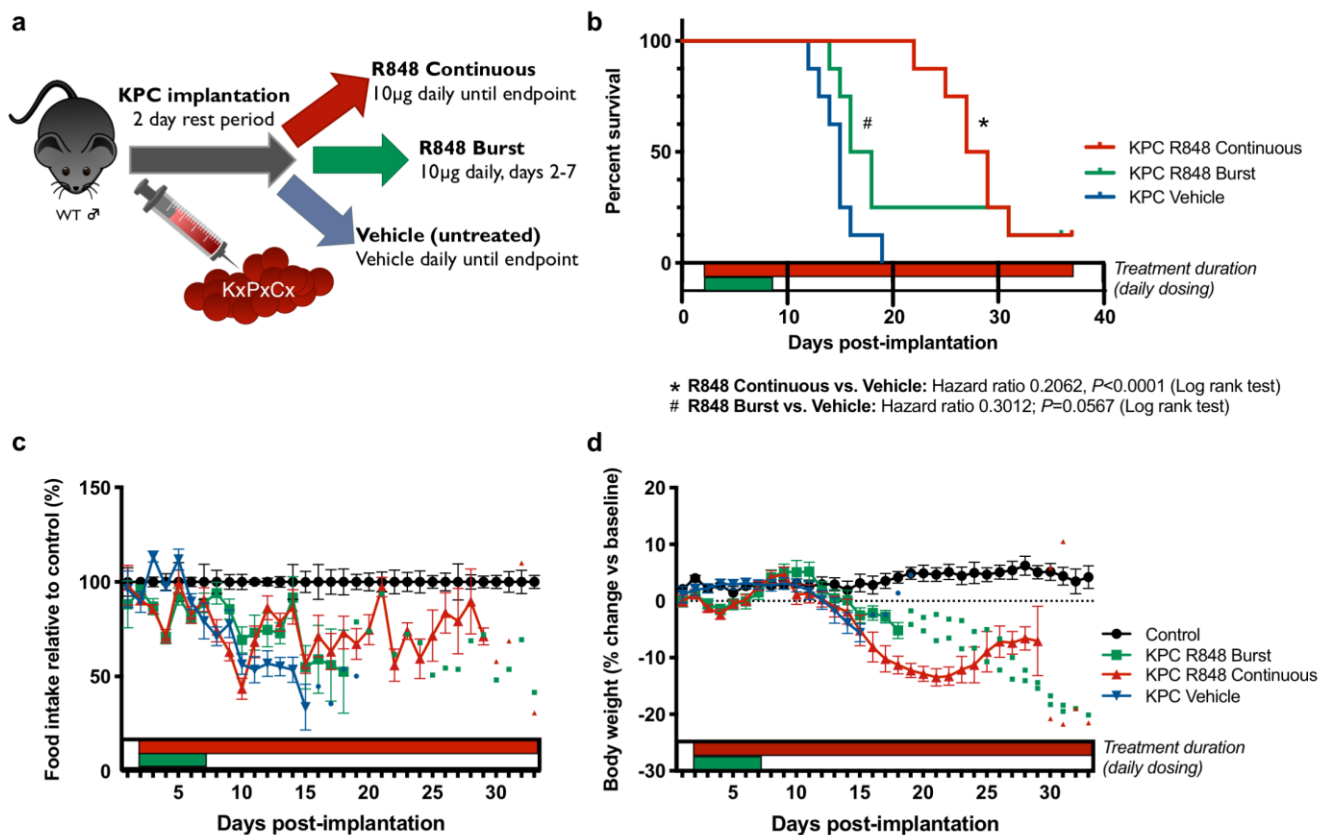 a
KPC implantation
2 day rest period
WT ♂
KxPxCx
R848 Continuous
10µg daily until endpoint
R848 Burst
10µg daily, days 2-7
Vehicle (untreated)
Vehicle daily until endpoint
b
Percent survival
100
50
0
#
*
KPC R848 Continuous
KPC R848 Burst
KPC Vehicle
Treatment duration
(daily dosing)
0 10 20 30 40
Days post-implantation
* R848 Continuous vs. Vehicle: Hazard ratio 0.2062, P<0.0001 (Log rank test)
# R848 Burst vs. Vehicle: Hazard ratio 0.3012; P=0.0567 (Log rank test)
c
Food intake relative to control (%)
150
100
50
0
5 10 15 20 25 30
Days post-implantation
d
Body weight (% change vs baseline)
20
10
0
-10
-20
-30
Control
KPC R848 Burst
KPC R848 Continuous
KPC Vehicle
Treatment duration
(daily dosing)
5 10 15 20 25 30
Days post-implantation